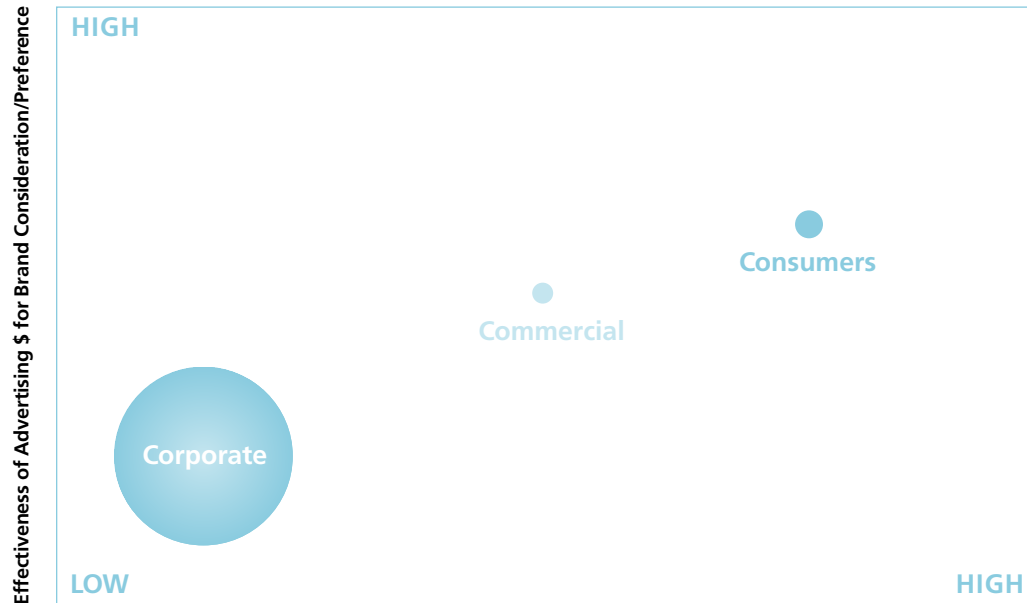 Effectiveness of Advertising $ for Brand Consideration/Preference
HIGH
Consumers
Commercial
Corporate
LOW
HIGH